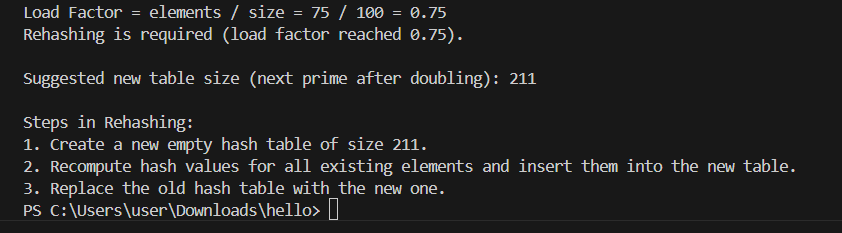 Load Factor = elements / size = 75 / 100 = 0.75
Rehashing is required (load factor reached 0.75).
Suggested new table size (next prime after doubling): 211
Steps in Rehashing:
1. Create a new empty hash table of size 211.
2. Recompute hash values for all existing elements and insert them into the new table.
3. Replace the old hash table with the new one.
PS C:\Users\user\Downloads\hello>